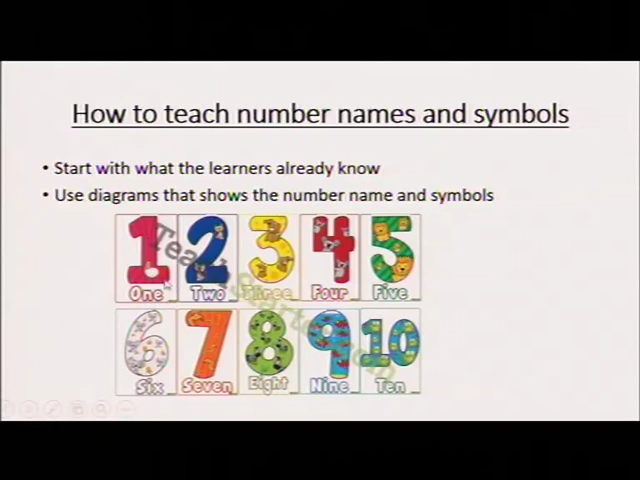 How to teach number names and symbols
• Start with what the learners already know
• Use diagrams that shows the number name and symbols
1 2 3 4 5
One Two Three Four Five
6 7 8 9 10
Six Seven Eight Nine Ten
TeachStarter.com